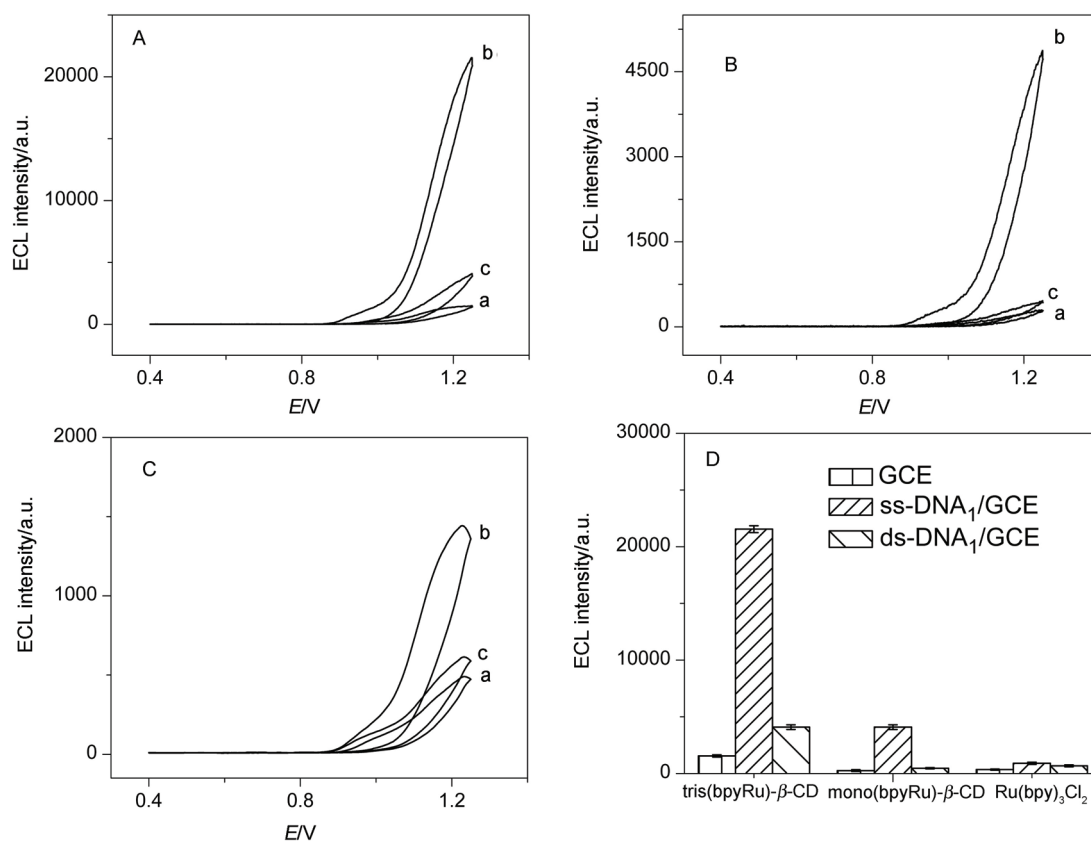 A
ECL intensity/a.u.
20000
10000
0
b
c
a
0.4
0.8
1.2
E/V
B
ECL intensity/a.u.
4500
3000
1500
0
b
c
a
0.4
0.8
1.2
E/V
C
ECL intensity/a.u.
2000
1000
0
b
c
a
0.4
0.8
1.2
E/V
D
ECL intensity/a.u.
30000
20000
10000
0
GCE
ss-DNA₁/GCE
ds-DNA₁/GCE
tris(bpyRu)-β-CD
mono(bpyRu)-β-CD
Ru(bpy)₃Cl₂